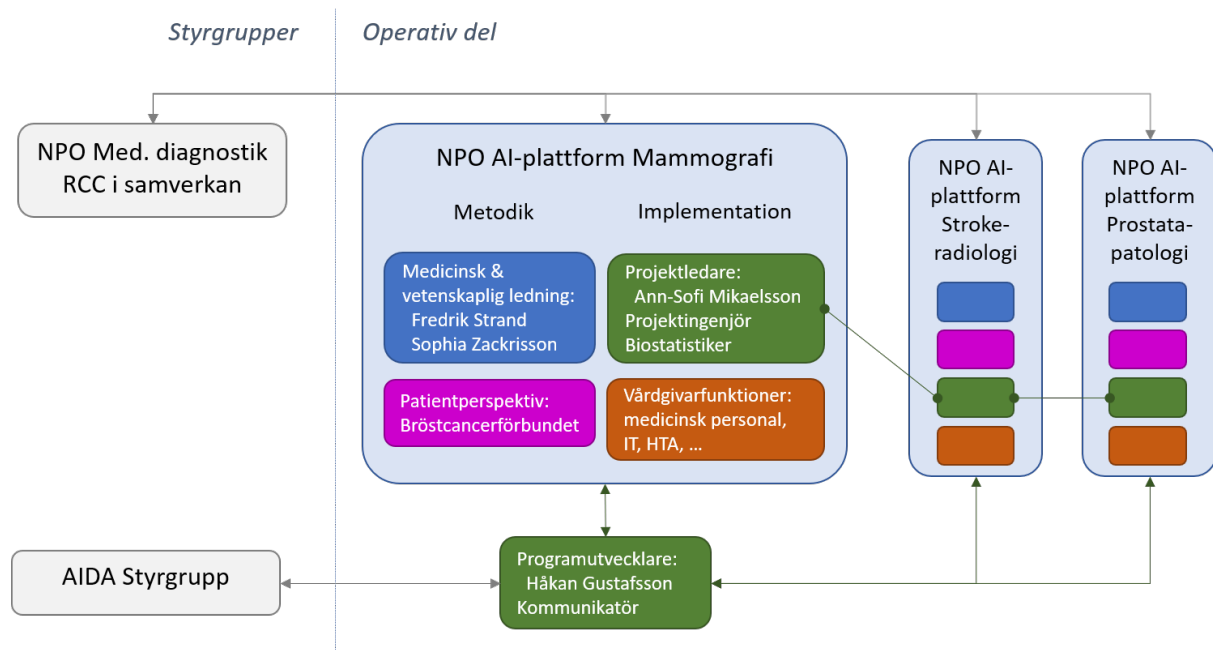 Styrgrupper
Operativ del
NPO Med. diagnostik
RCC i samverkan
NPO AI-plattform Mammografi
Metodik
Implementation
Medicinsk &
vetenskaplig ledning:
Fredrik Strand
Sophia Zackrisson
Projektledare:
Ann-Sofi Mikaelsson
Projektingenjör
Biostatistiker
Patientperspektiv:
Bröstcancerförbundet
Vårdgivarfunktioner:
medicinsk personal,
IT, HTA, ...
NPO AI-
plattform
Stroke-
radiologi
NPO AI-
plattform
Prostata-
patologi
AIDA Styrgrupp
Programutvecklare:
Håkan Gustafsson
Kommunikatör